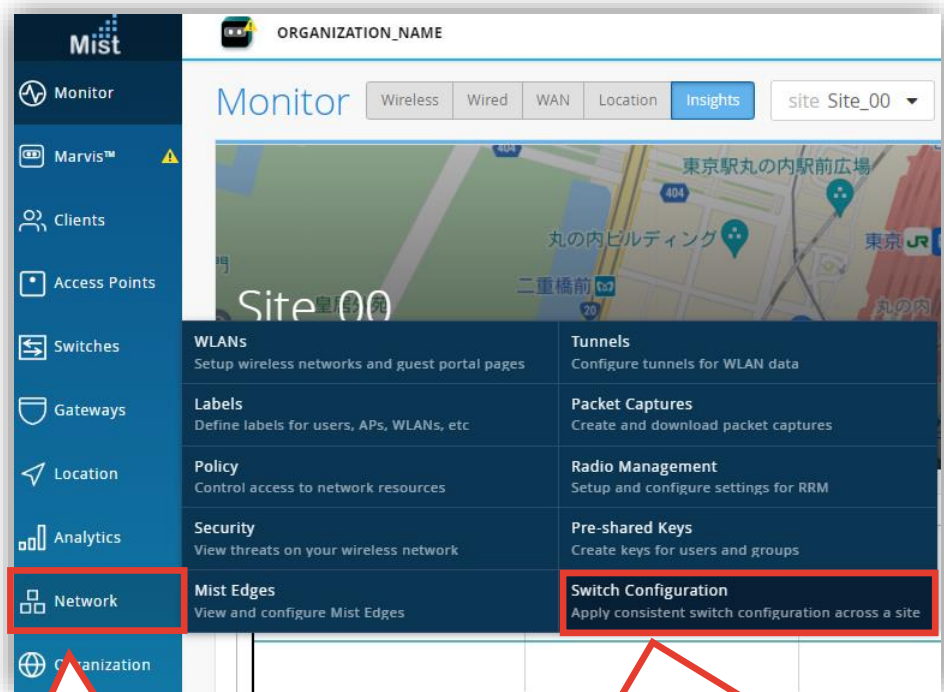 Mist
ORGANIZATION_NAME
Monitor
Monitor
Wireless
Wired
WAN
Location
Insights
site Site_00
Marvis™
Clients
Access Points
Switches
Gateways
Location
Analytics
Network
Organization
404
東京駅丸の内駅前広場
404
丸の内ビルディング
東京 JR
二重橋前
20
丸の内
Site_00
WLANs
Setup wireless networks and guest portal pages
Tunnels
Configure tunnels for WLAN data
Labels
Define labels for users, APs, WLANs, etc
Packet Captures
Create and download packet captures
Policy
Control access to network resources
Radio Management
Setup and configure settings for RRM
Security
View threats on your wireless network
Pre-shared Keys
Create keys for users and groups
Mist Edges
View and configure Mist Edges
Switch Configuration
Apply consistent switch configuration across a site